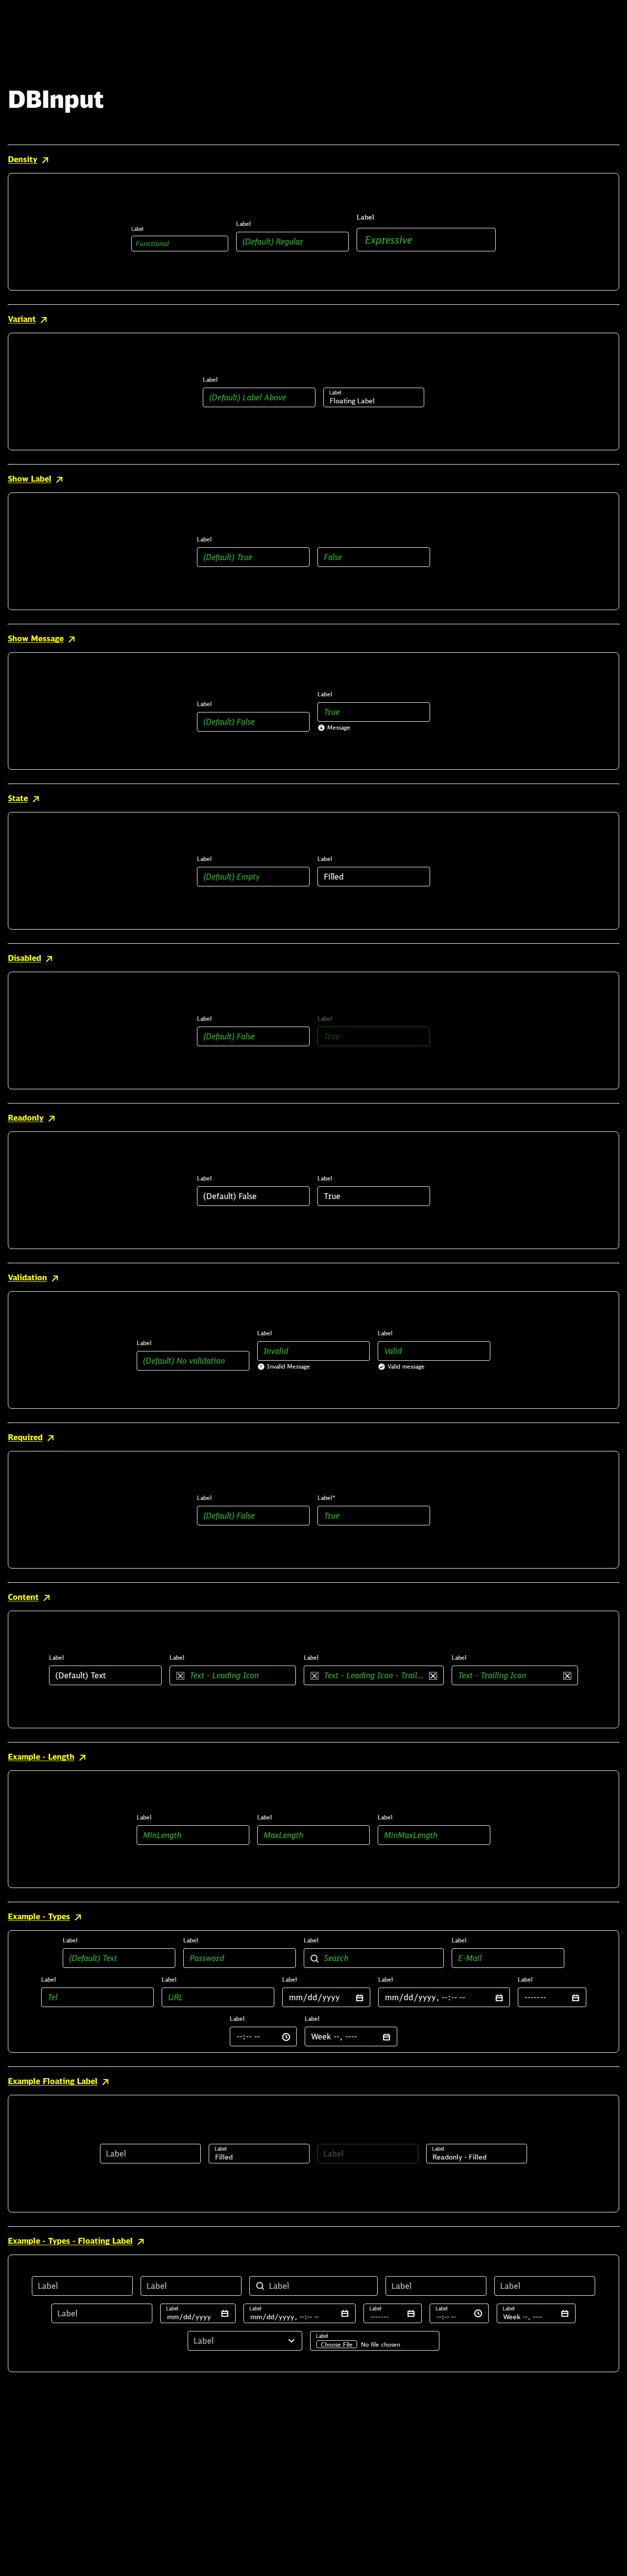 DBInput
Density
Label
Functional
Label
(Default) Regular
Label
Expressive
Variant
Label
(Default) Label Above
Label
Floating Label
Show Label
Label
(Default) True
False
Show Message
Label
(Default) False
Label
True
Message
State
Label
(Default) Empty
Label
Filled
Disabled
Label
(Default) False
Label
True
Readonly
Label
(Default) False
Label
True
Validation
Label
(Default) No validation
Label
Invalid
Invalid Message
Label
Valid
Valid message
Required
Label
(Default) False
Label*
True
Content
Label
(Default) Text
Label
Text - Leading Icon
Label
Text - Leading Icon - Trail...
Label
Text - Trailing Icon
Example - Length
Label
MinLength
Label
MaxLength
Label
MinMaxLength
Example - Types
Label
(Default) Text
Label
Password
Label
Search
Label
E-Mail
Label
Tel
Label
URL
Label
mm/dd/yyyy
Label
mm/dd/yyyy, --:-- --
Label
-------
Label
--:-- --
Label
Week --, ----
Example Floating Label
Label
Label
Filled
Label
Label
Readonly - Filled
Example - Types - Floating Label
Label
Label
Label
Label
Label
Label
Label
mm/dd/yyyy
Label
mm/dd/yyyy, --:-- --
Label
-------
Label
--:-- --
Label
Week --, ----
Label
Label
Choose File No file chosen